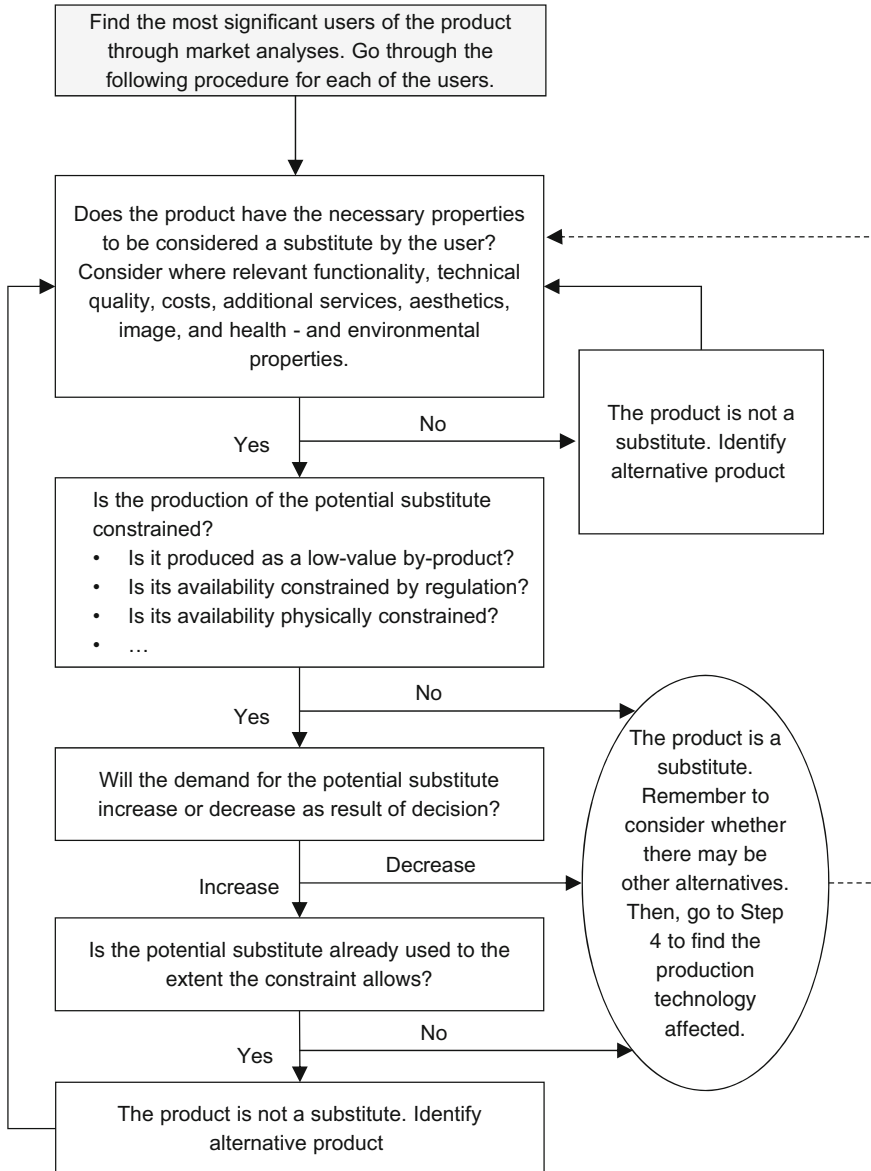 Find the most significant users of the product
through market analyses. Go through the
following procedure for each of the users.
Does the product have the necessary properties
to be considered a substitute by the user?
Consider where relevant functionality, technical
quality, costs, additional services, aesthetics,
image, and health - and environmental
properties.
No
Yes
The product is not a
substitute. Identify
alternative product
Is the production of the potential substitute
constrained?
• Is it produced as a low-value by-product?
• Is its availability constrained by regulation?
• Is its availability physically constrained?
• …
No
Yes
Will the demand for the potential substitute
increase or decrease as result of decision?
Decrease
Increase
The product is a
substitute.
Remember to
consider whether
there may be
other alternatives.
Then, go to Step
4 to find the
production
technology
affected.
Is the potential substitute already used to the
extent the constraint allows?
No
Yes
The product is not a substitute. Identify
alternative product